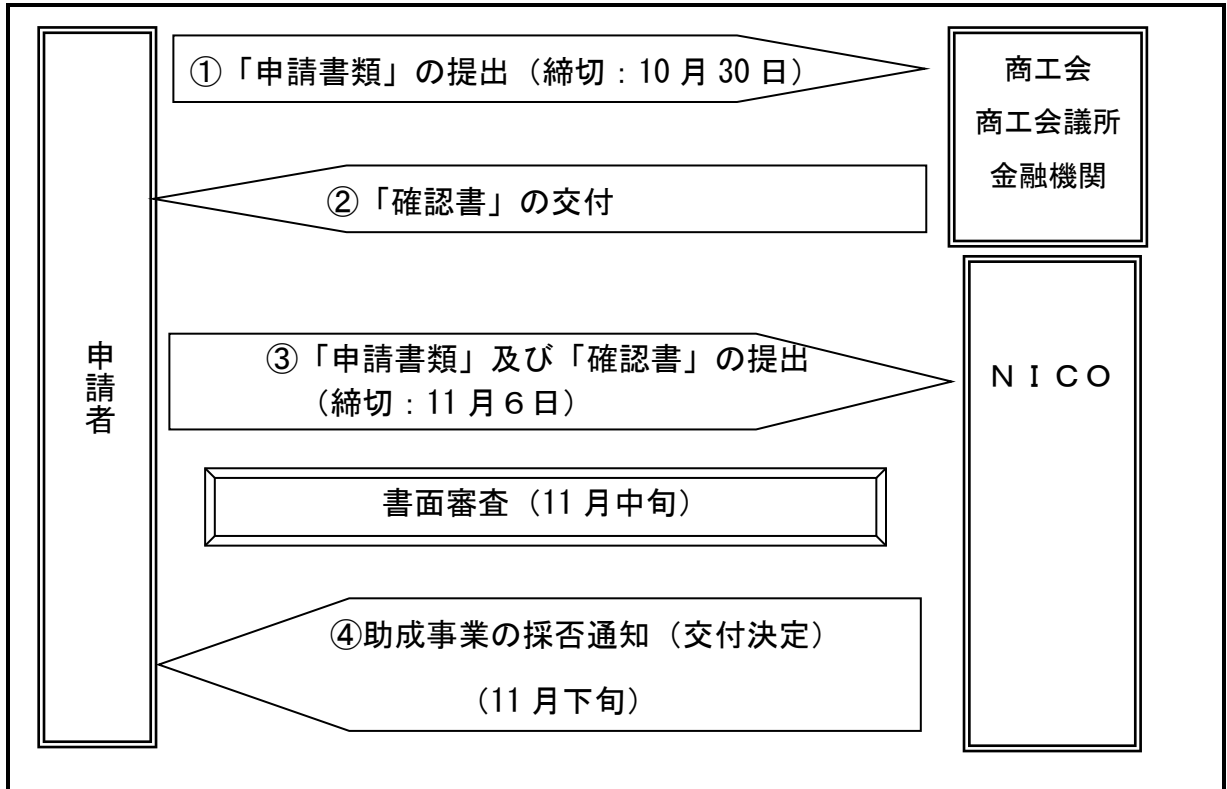 ①「申請書類」の提出（締切：10月30日）
商工会
商工会議所
金融機関
②「確認書」の交付
申請者
③「申請書類」及び「確認書」の提出
（締切：11月６日）
ＮＩＣＯ
書面審査（11月中旬）
④助成事業の採否通知（交付決定）
（11月下旬）